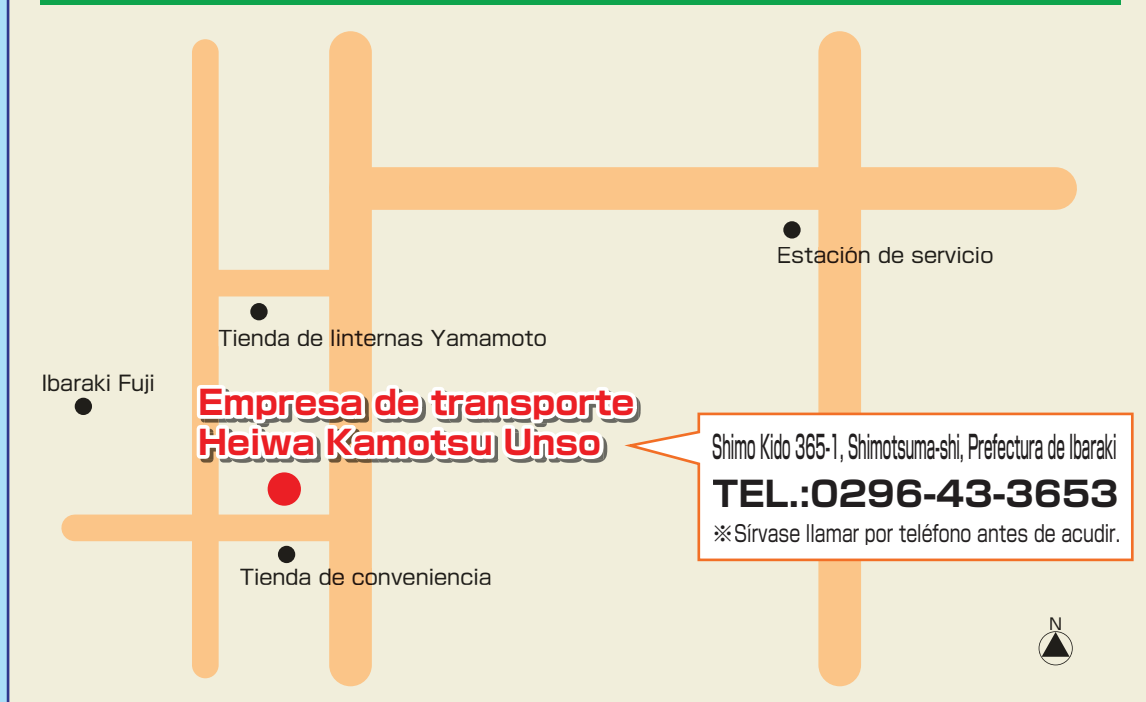 Estación de servicio
Tienda de linternas Yamamoto
Ibaraki Fuji
Empresa de transporte
Heiwa Kamotsu Unso
Shimo Kido 365-1, Shimotsuma-shi, Prefectura de Ibaraki
TEL.:0296-43-3653
※Sírvase llamar por teléfono antes de acudir.
Tienda de conveniencia
N